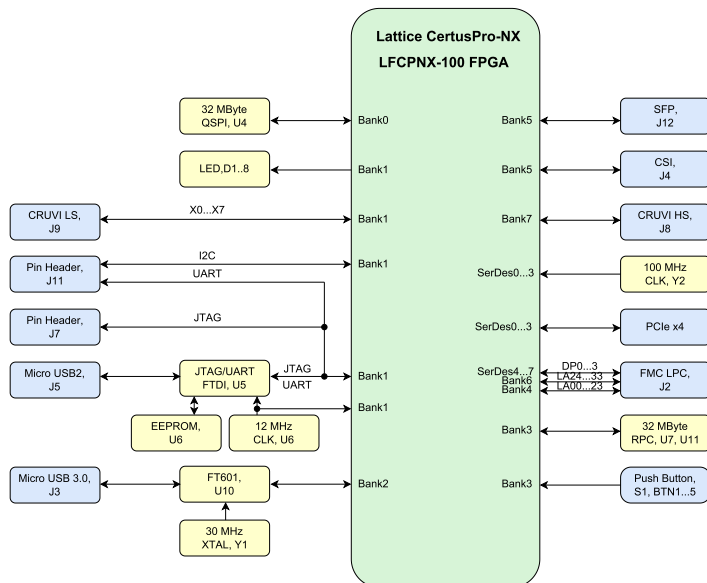 Lattice CertusPro-NX
LFCPNX-100 FPGA
32 MByte
QSPI, U4
Bank0
Bank5
SFP,
J12
LED,D1..8
Bank1
Bank5
CSI,
J4
CRUVI LS,
J9
X0...X7
Bank1
Bank7
CRUVI HS,
J8
Pin Header,
J11
I2C
UART
Bank1
SerDes0...3
100 MHz
CLK, Y2
Pin Header,
J7
JTAG
SerDes0...3
PCIe x4
Micro USB2,
J5
JTAG/UART
FTDI, U5
JTAG
UART
Bank1
SerDes4...7
Bank6
Bank4
DP0...3
LA24...33
LA00...23
FMC LPC,
J2
EEPROM,
U6
12 MHz
CLK, U6
Bank1
Bank3
32 MByte
RPC, U7, U11
Micro USB 3.0,
J3
FT601,
U10
Bank2
Bank3
Push Button,
S1, BTN1...5
30 MHz
XTAL, Y1